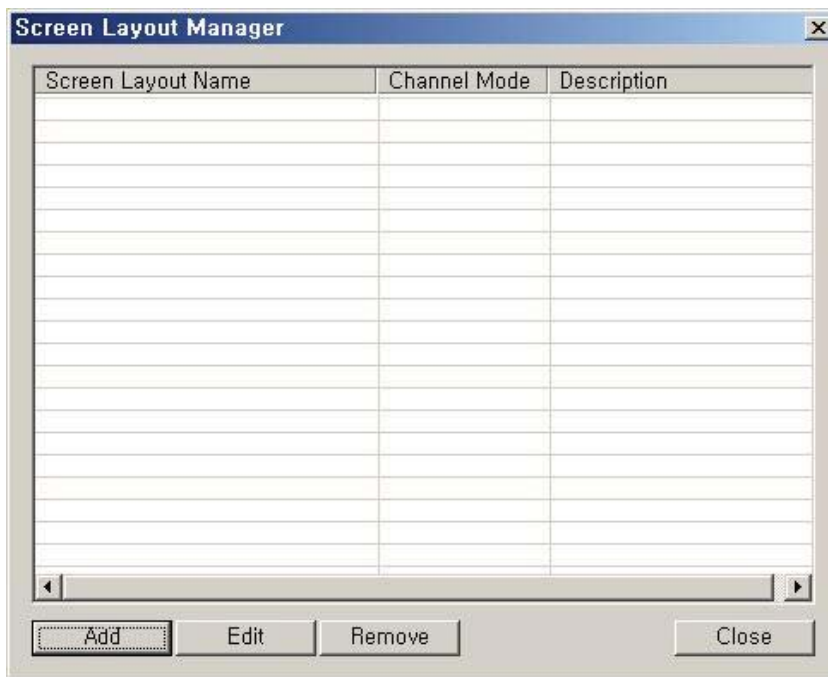 Screen Layout Manager
Screen Layout Name Channel Mode Description
Add Edit Remove Close